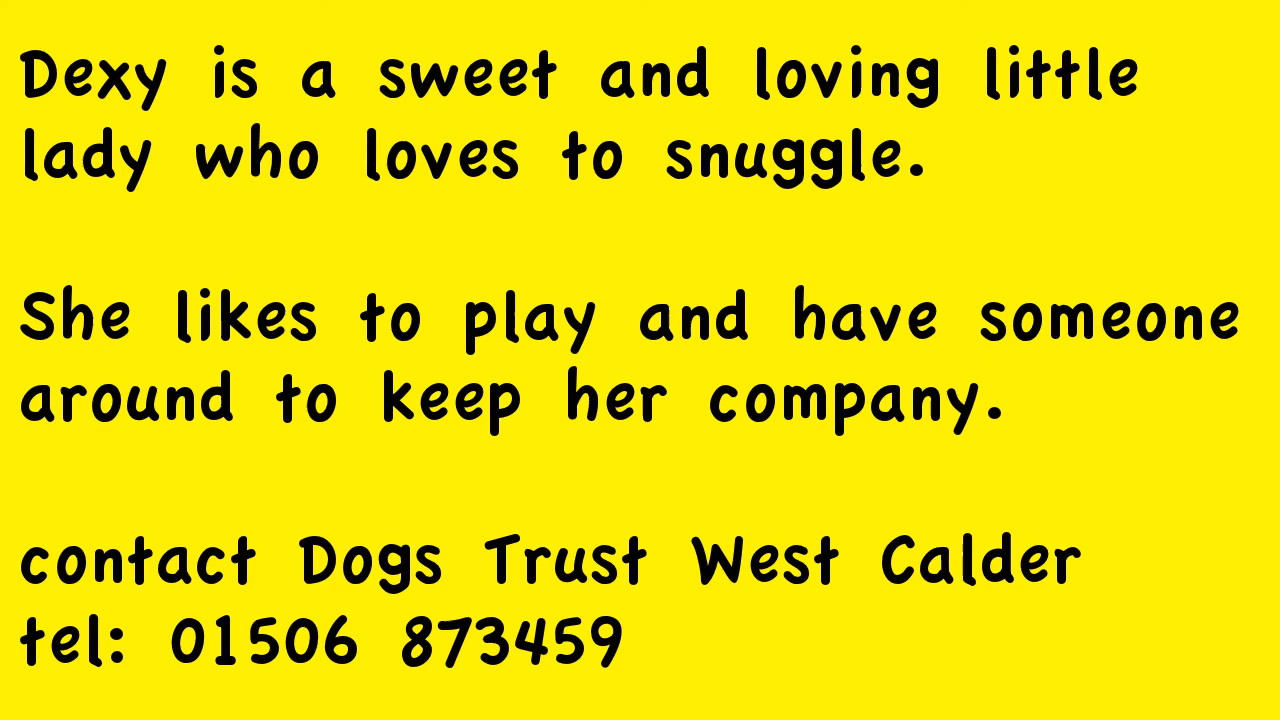 Dexy is a sweet and loving little
lady who loves to snuggle.
She likes to play and have someone
around to keep her company.
contact Dogs Trust West Calder
tel: 01506 873459